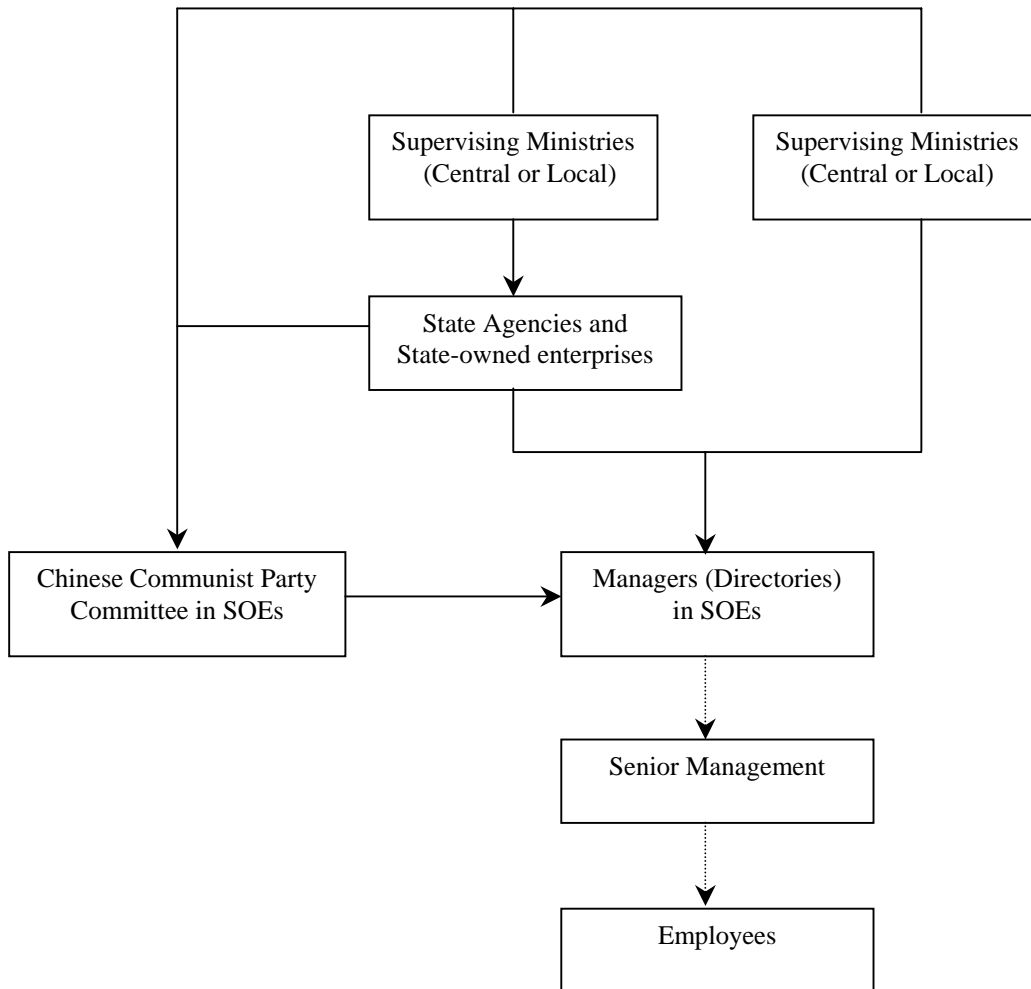 Supervising Ministries
(Central or Local)
Supervising Ministries
(Central or Local)
State Agencies and
State-owned enterprises
Chinese Communist Party
Committee in SOEs
Managers (Directories)
in SOEs
Senior Management
Employees